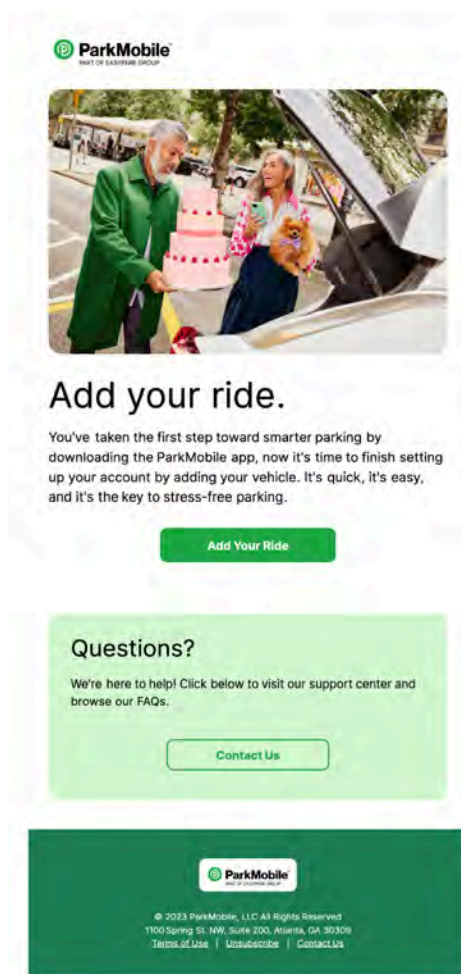 ParkMobile
PART OF EASYPARK GROUP
Add your ride.
You've taken the first step toward smarter parking by
downloading the ParkMobile app, now it's time to finish setting
up your account by adding your vehicle. It's quick, it's easy,
and it's the key to stress-free parking.
Add Your Ride
Questions?
We're here to help! Click below to visit our support center and
browse our FAQs.
Contact Us
ParkMobile
PART OF EASYPARK GROUP
© 2023 ParkMobile, LLC All Rights Reserved
1100 Spring St. NW, Suite 200, Atlanta, GA 30309
Terms of Use | Unsubscribe | Contact Us